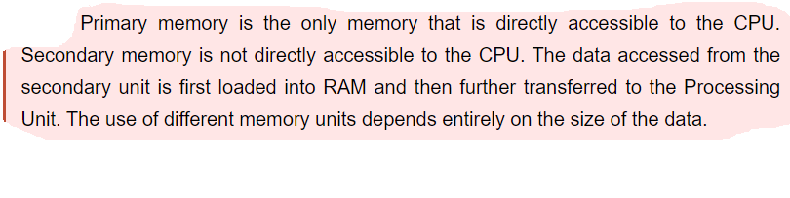 Primary memory is the only memory that is directly accessible to the CPU.
Secondary memory is not directly accessible to the CPU. The data accessed from the
secondary unit is first loaded into RAM and then further transferred to the Processing
Unit. The use of different memory units depends entirely on the size of the data.